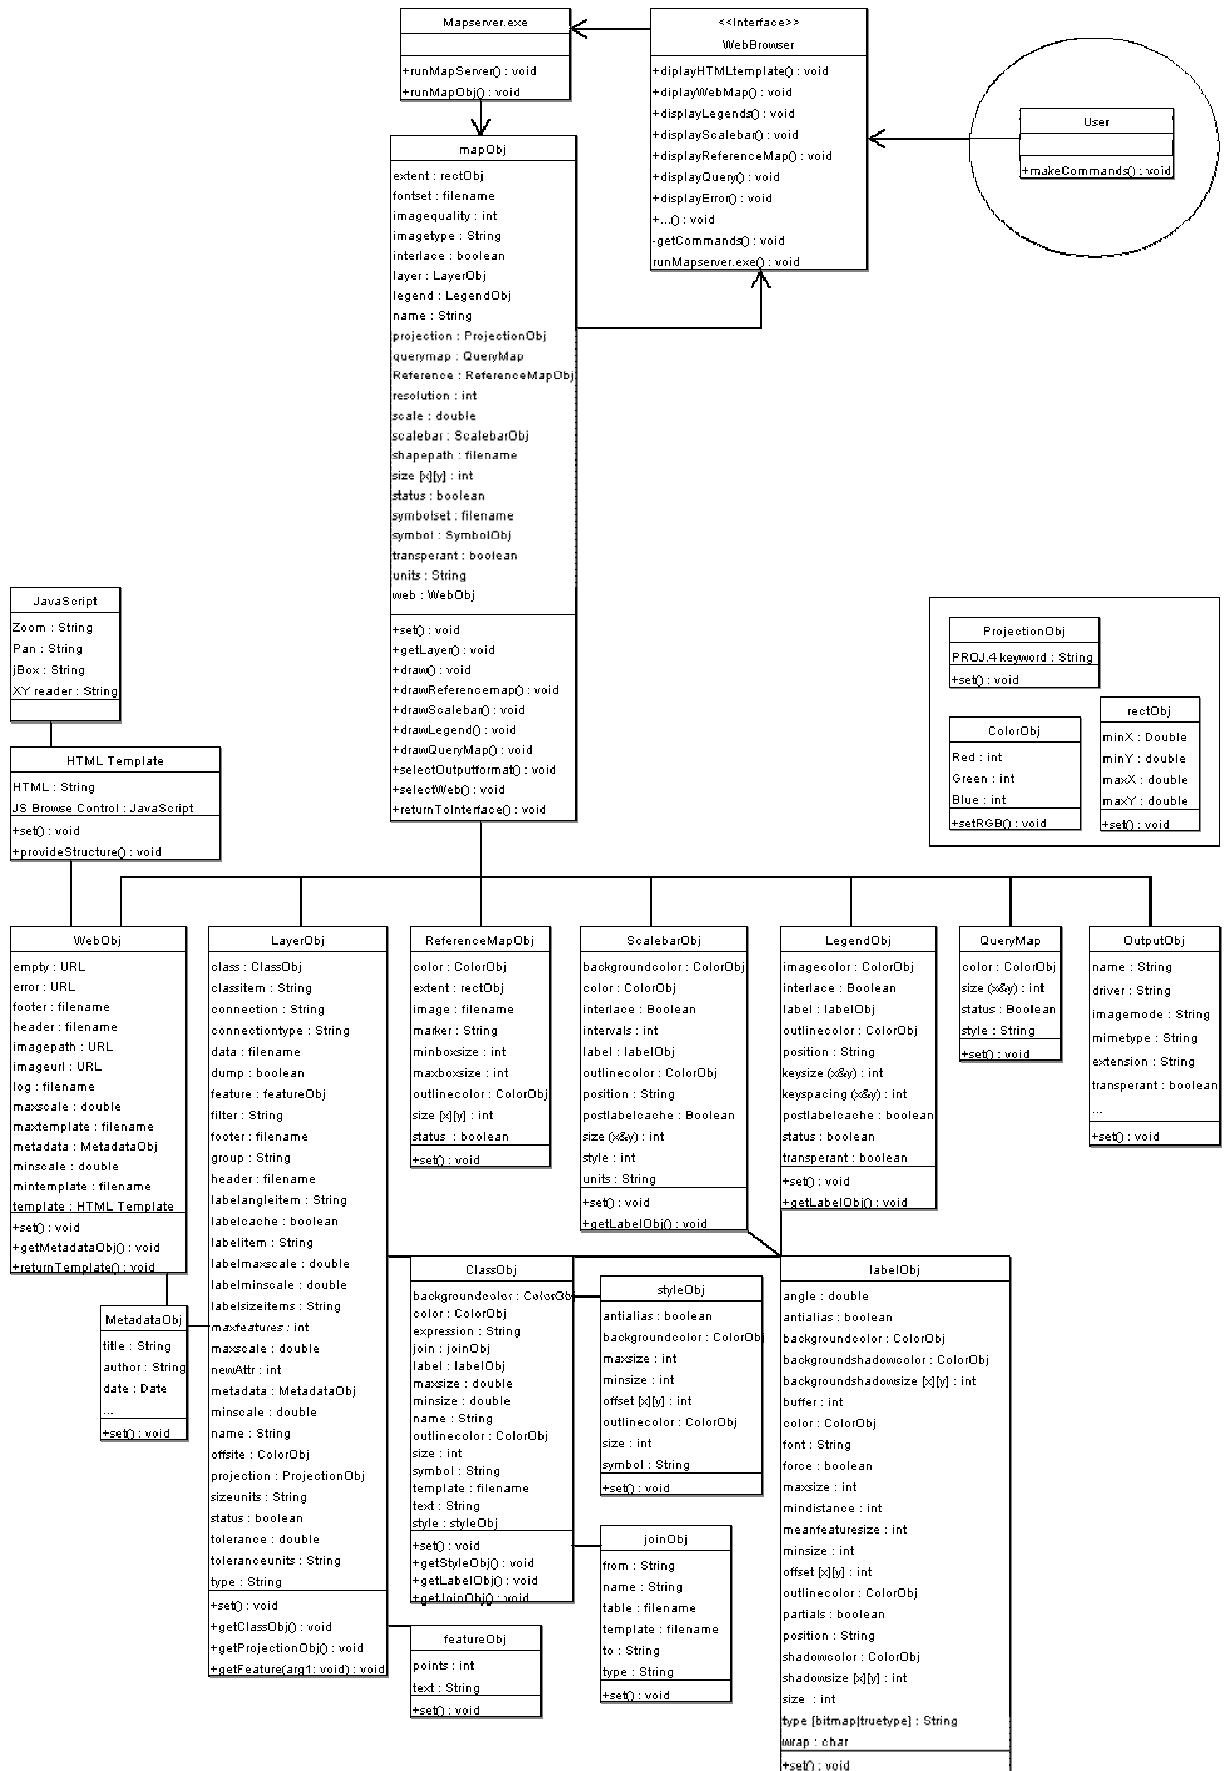 Mapserver.exe
+runMapServer() : void
+runMapObj() : void
<<Interface>>
WebBrowser
+diplayHTMLtemplate() : void
+diplayWebMap() : void
+displayLegends() : void
+displayScalebar() : void
+displayReferenceMap() : void
+displayQuery() : void
+displayError() : void
+...() : void
-getCommands() : void
runMapserver.exe() : void
User
+makeCommands() : void
mapObj
extent : rectObj
fontset : filename
imagequality : int
imagetype : String
interlace : boolean
layer : LayerObj
legend : LegendObj
name : String
projection : ProjectionObj
querymap : QueryMap
Reference : ReferenceMapObj
resolution : int
scale : double
scalebar : ScalebarObj
shapepath : filename
size [x][y] : int
status : boolean
symbolset : filename
symbol : SymbolObj
transperant : boolean
units : String
web : WebObj
+set() : void
+getLayer() : void
+draw() : void
+drawReferencemap() : void
+drawScalebar() : void
+drawLegend() : void
+drawQueryMap() : void
+selectOutputformat() : void
+selectWeb() : void
+returnToInterface() : void
JavaScript
Zoom : String
Pan : String
jBox : String
XY reader : String
HTML Template
HTML : String
JS Browse Control : JavaScript
+set() : void
+provideStructure() : void
ProjectionObj
PROJ.4 keyword : String
+set() : void
ColorObj
Red : int
Green : int
Blue : int
+setRGB() : void
rectObj
minX : Double
minY : double
maxX : double
maxY : double
+set() : void
WebObj
empty : URL
error : URL
footer : filename
header : filename
imagepath : URL
imageurl : URL
log : filename
maxscale : double
maxtemplate : filename
metadata : MetadataObj
minscale : double
mintemplate : filename
template : HTML Template
+set() : void
+getMetadataObj() : void
+returnTemplate() : void
LayerObj
class : ClassObj
classitem : String
connection : String
connectiontype : String
data : filename
dump : boolean
feature : featureObj
filter : String
footer : filename
group : String
header : filename
labelangleitem : String
labelcache : boolean
labelitem : String
labelmaxscale : double
labelminscale : double
labelsizeitems : String
maxfeatures : int
maxscale : double
newAttr : int
metadata : MetadataObj
minscale : double
name : String
offsite : ColorObj
projection : ProjectionObj
sizeunits : String
status : boolean
tolerance : double
toleranceunits : String
type : String
+set() : void
+getClassObj() : void
+getProjectionObj() : void
+getFeature(arg1: void) : void
ReferenceMapObj
color : ColorObj
extent : rectObj
image : filename
marker : String
minboxsize : int
maxboxsize : int
outlinecolor : ColorObj
size [x][y] : int
status : boolean
+set() : void
ScalebarObj
backgroundcolor : ColorObj
color : ColorObj
interlace : Boolean
intervals : int
label : labelObj
outlinecolor : ColorObj
position : String
postlabelcache : Boolean
size (x&y) : int
style : int
units : String
+set() : void
+getLabelObj() : void
LegendObj
imagecolor : ColorObj
interlace : Boolean
label : labelObj
outlinecolor : ColorObj
position : String
keysize (x&y) : int
keyspacing (x&y) : int
postlabelcache : boolean
status : boolean
transperant : boolean
+set() : void
+getLabelObj() : void
QueryMap
color : ColorObj
size (x&y) : int
status : Boolean
style : String
+set() : void
OutputObj
name : String
driver : String
imagemode : String
mimetype : String
extension : String
transperant : boolean
...
+set() : void
MetadataObj
title : String
author : String
date : Date
...
+set() : void
ClassObj
backgroundcolor : ColorObj
color : ColorObj
expression : String
join : joinObj
label : labelObj
maxsize : double
minsize : double
name : String
outlinecolor : ColorObj
size : int
symbol : String
template : filename
text : String
style : styleObj
+set() : void
+getStyleObj() : void
+getLabelObj() : void
+getJoinObj() : void
styleObj
antialias : boolean
backgroundcolor : ColorObj
maxsize : int
minsize : int
offset [x][y] : int
outlinecolor : ColorObj
size : int
symbol : String
+set() : void
joinObj
from : String
name : String
table : filename
template : filename
to : String
type : String
+set() : void
featureObj
points : int
text : String
+set() : void
labelObj
angle : double
antialias : boolean
backgroundcolor : ColorObj
backgroundshadowcolor : ColorObj
backgroundshadowsize [x][y] : int
buffer : int
color : ColorObj
font : String
force : boolean
maxsize : int
mindistance : int
meanfeaturesize : int
minsize : int
offset [x][y] : int
outlinecolor : ColorObj
partials : boolean
position : String
shadowcolor : ColorObj
shadowsize [x][y] : int
size : int
type [bitmap|truetype] : String
wrap : char
+set() : void